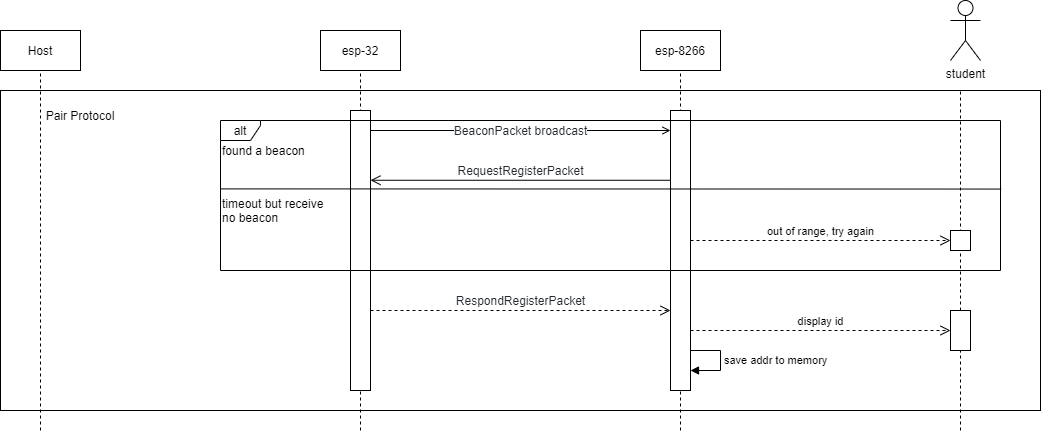 Host
esp-32
esp-8266
student
Pair Protocol
alt
BeaconPacket broadcast
found a beacon
RequestRegisterPacket
timeout but receive
no beacon
out of range, try again
RespondRegisterPacket
display id
save addr to memory